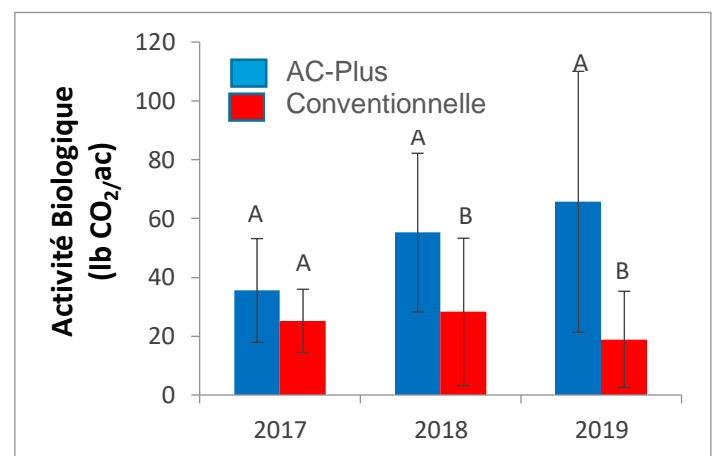 120
100
80
60
40
20
0
Activité Biologique
(lb CO₂/ac)
AC-Plus
Conventionnelle
A
A
A
B
A
B
2017
2018
2019